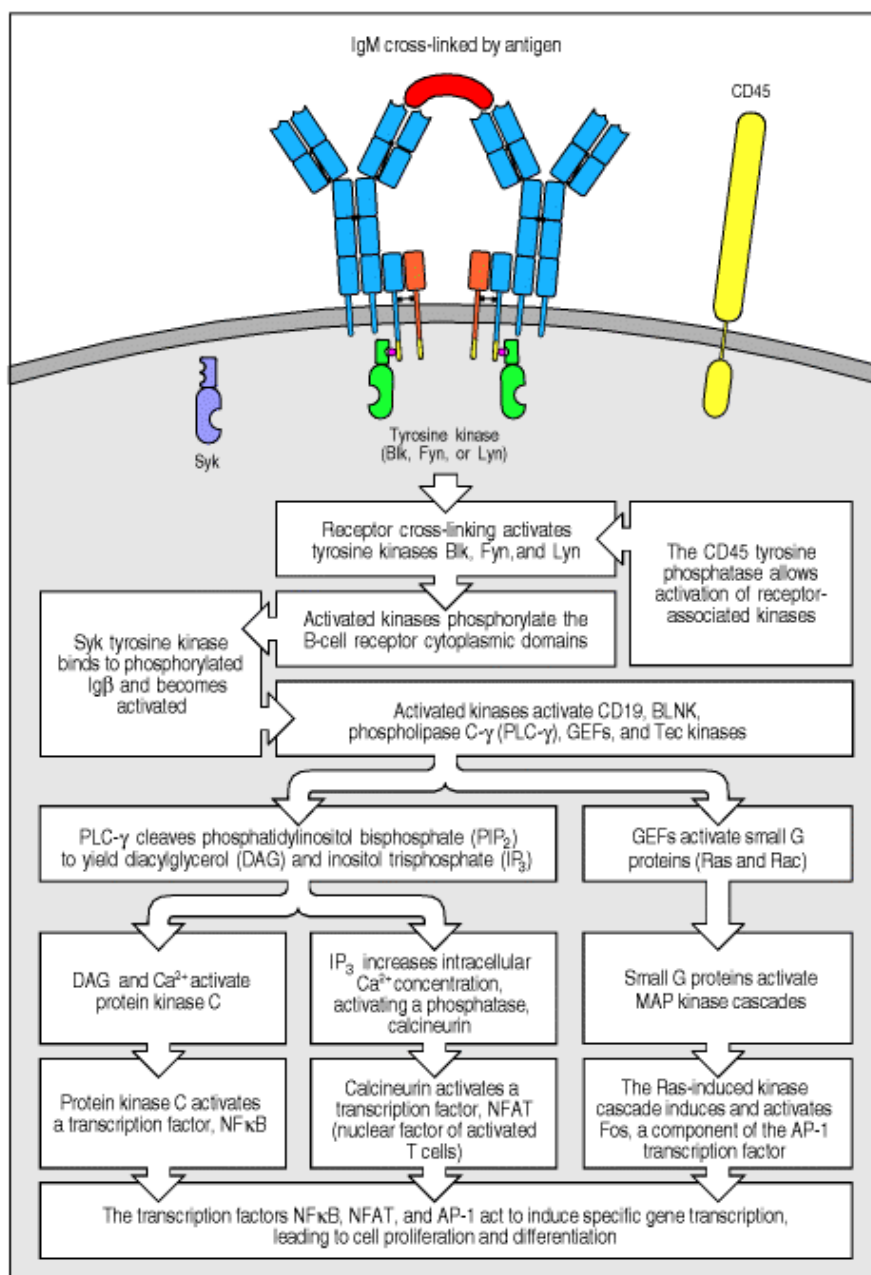 IgM cross-linked by antigen
CD45
Syk
Tyrosine kinase
(Blk, Fyn, or Lyn)
Receptor cross-linking activates
tyrosine kinases Blk, Fyn, and Lyn
The CD45 tyrosine
phosphatase allows
activation of receptor-
associated kinases
Activated kinases phosphorylate the
B-cell receptor cytoplasmic domains
Syk tyrosine kinase
binds to phosphorylated
Igβ and becomes
activated
Activated kinases activate CD19, BLNK,
phospholipase C-γ (PLC-γ), GEFs, and Tec kinases
PLC-γ cleaves phosphatidylinositol bisphosphate (PIP₂)
to yield diacylglycerol (DAG) and inositol trisphosphate (IP₃)
GEFs activate small G
proteins (Ras and Rac)
DAG and Ca²⁺ activate
protein kinase C
IP₃ increases intracellular
Ca²⁺ concentration,
activating a phosphatase,
calcineurin
Small G proteins activate
MAP kinase cascades
Protein kinase C activates
a transcription factor, NFκB
Calcineurin activates a
transcription factor, NFAT
(nuclear factor of activated
T cells)
The Ras-induced kinase
cascade induces and activates
Fos, a component of the AP-1
transcription factor
The transcription factors NFκB, NFAT, and AP-1 act to induce specific gene transcription,
leading to cell proliferation and differentiation